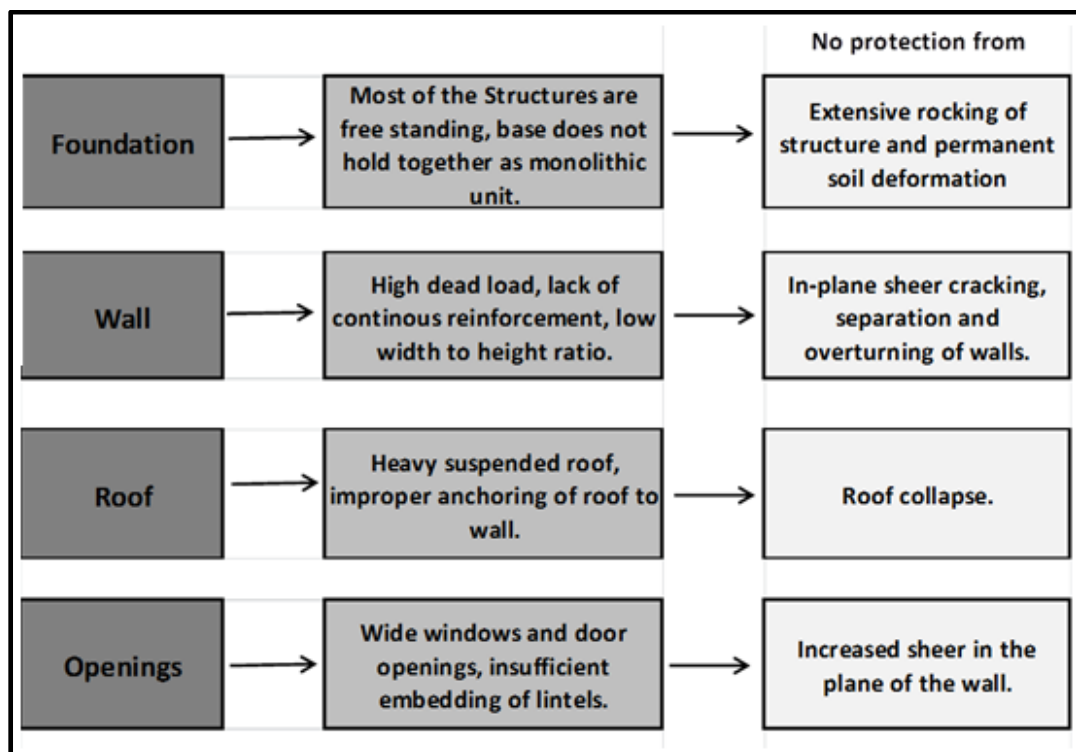 No protection from
Foundation
Most of the Structures are
free standing, base does not
hold together as monolithic
unit.
Extensive rocking of
structure and permanent
soil deformation
Wall
High dead load, lack of
continous reinforcement, low
width to height ratio.
In-plane sheer cracking,
separation and
overturning of walls.
Roof
Heavy suspended roof,
improper anchoring of roof to
wall.
Roof collapse.
Openings
Wide windows and door
openings, insufficient
embedding of lintels.
Increased sheer in the
plane of the wall.